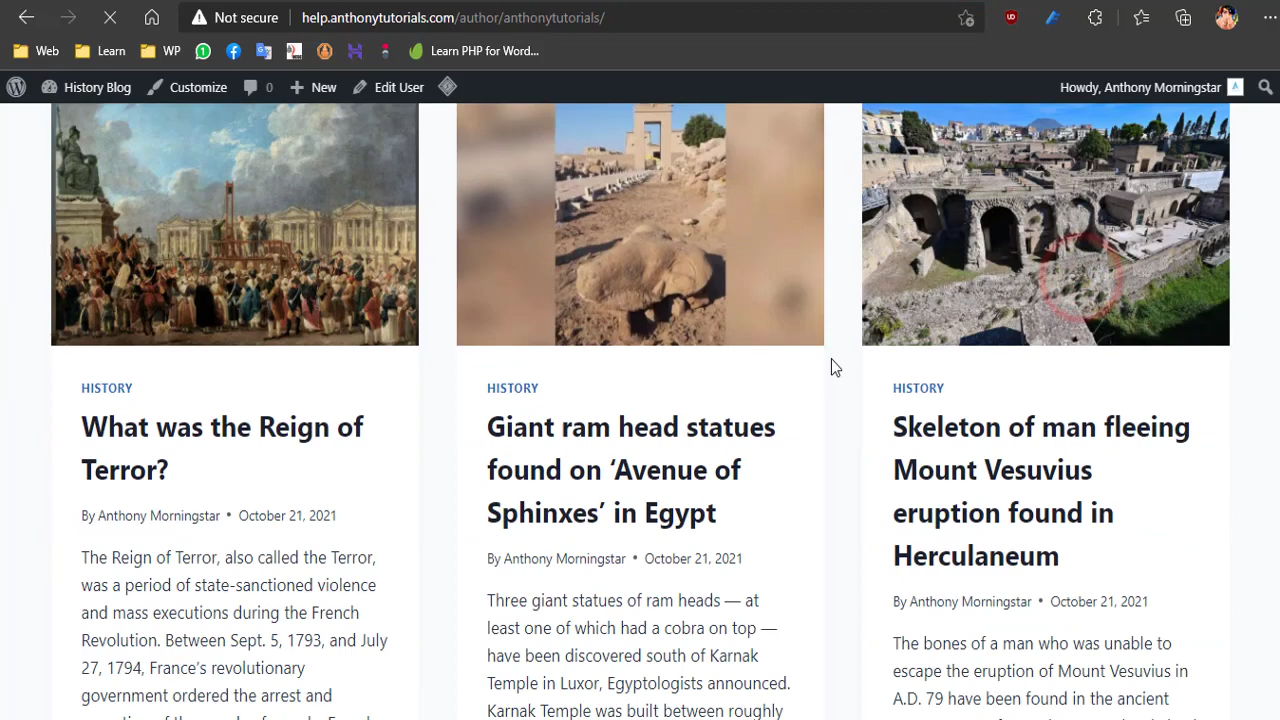 Not secure help.anthonytutorials.com/author/anthonytutorials/
Web Learn WP Learn PHP for Word...
History Blog Customize 0 New Edit User Howdy, Anthony Morningstar
HISTORY
What was the Reign of
Terror?
By Anthony Morningstar • October 21, 2021
The Reign of Terror, also called the Terror,
was a period of state-sanctioned violence
and mass executions during the French
Revolution. Between Sept. 5, 1793, and July
27, 1794, France’s revolutionary
government ordered the arrest and
HISTORY
Giant ram head statues
found on ‘Avenue of
Sphinxes’ in Egypt
By Anthony Morningstar • October 21, 2021
Three giant statues of ram heads — at
least one of which had a cobra on top —
have been discovered south of Karnak
Temple in Luxor, Egyptologists announced.
Karnak Temple was built between roughly
HISTORY
Skeleton of man fleeing
Mount Vesuvius
eruption found in
Herculaneum
By Anthony Morningstar • October 21, 2021
The bones of a man who was unable to
escape the eruption of Mount Vesuvius in
A.D. 79 have been found in the ancient